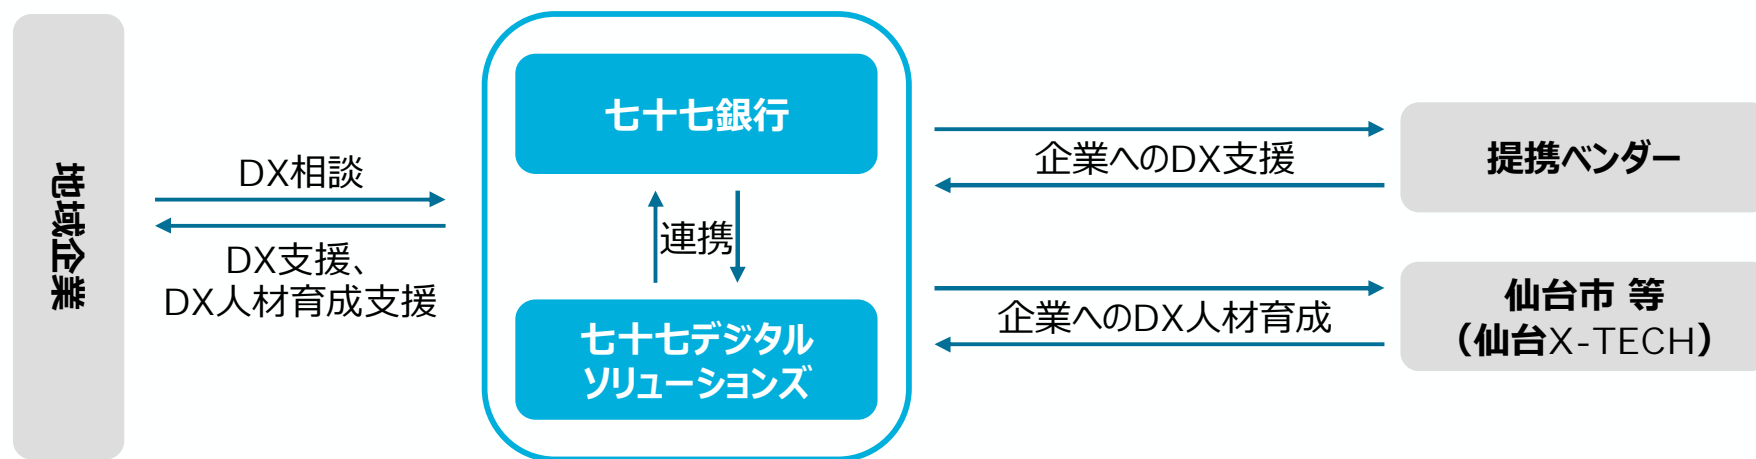 地域企業
DX相談
DX支援、
DX人材育成支援
七十七銀行
連携
七十七デジタル
ソリューションズ
企業へのDX支援
企業へのDX人材育成
提携ベンダー
仙台市 等
（仙台X-TECH）